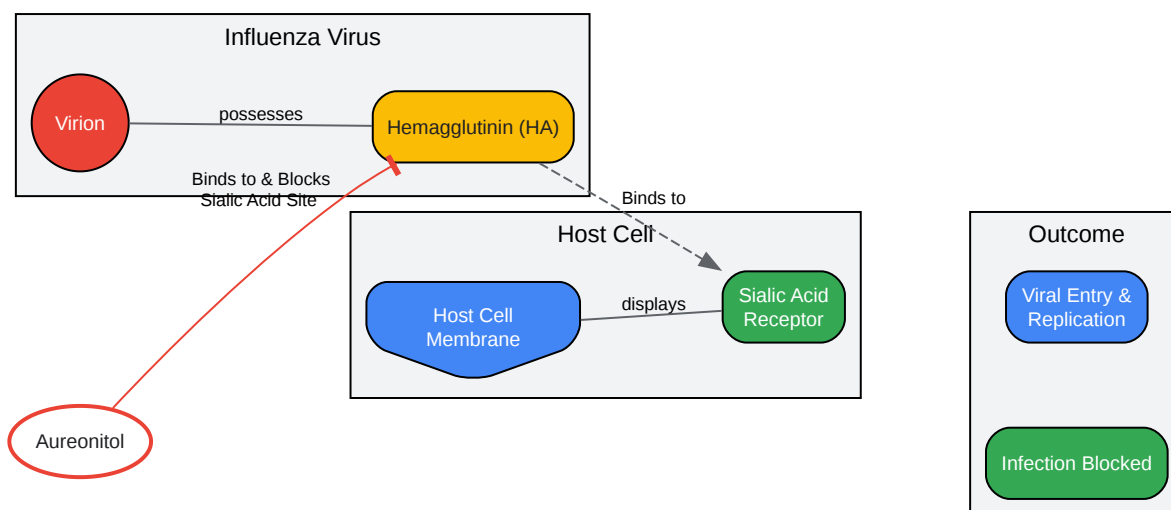 Influenza Virus
Virion
possesses
Hemagglutinin (HA)
Binds to & Blocks
Sialic Acid Site
Binds to
Host Cell
Host Cell
Membrane
displays
Sialic Acid
Receptor
Outcome
Viral Entry &
Replication
Aureonitol
Infection Blocked